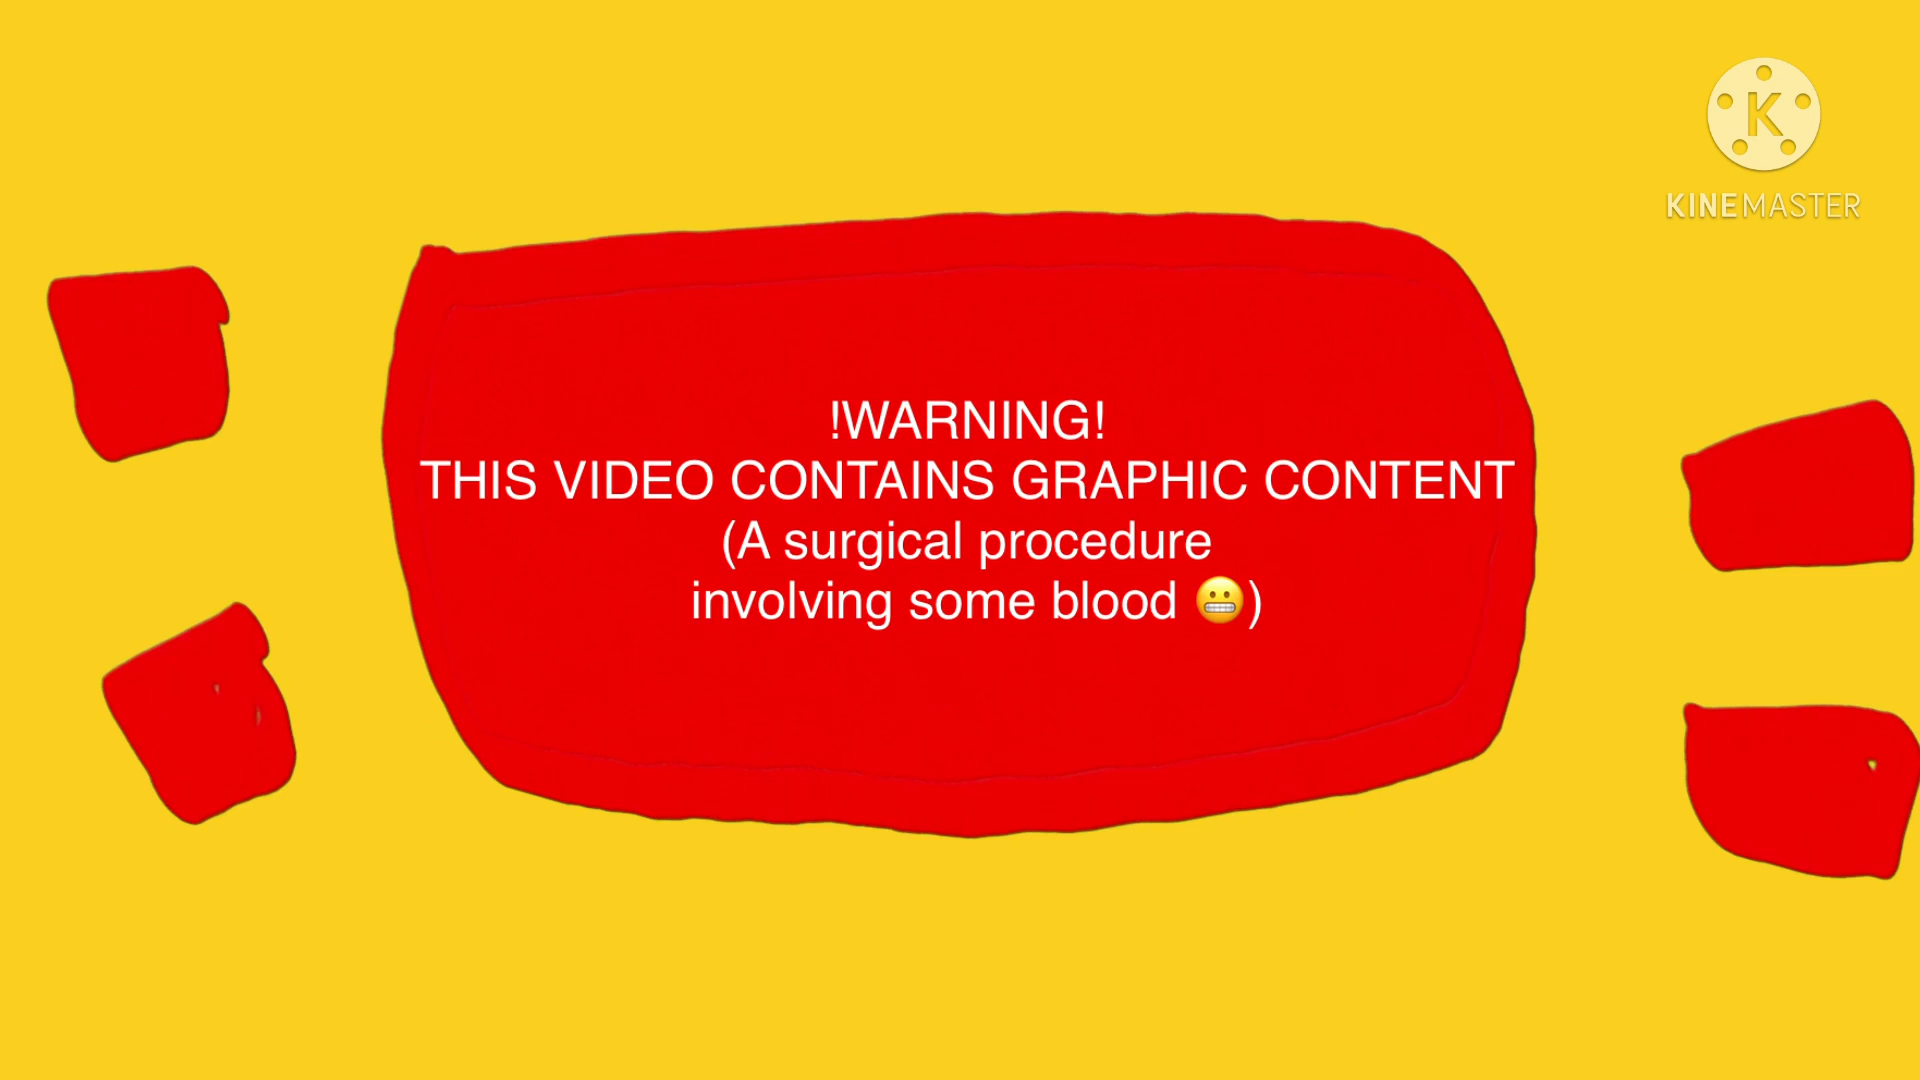 K
KINEMASTER
!WARNING!
THIS VIDEO CONTAINS GRAPHIC CONTENT
(A surgical procedure
involving some blood 😬)